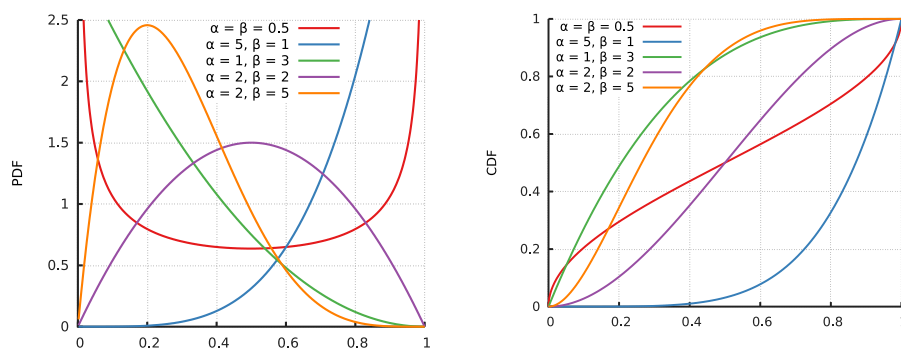 2.5
2
1.5
1
0.5
0
PDF
0 0.2 0.4 0.6 0.8 1
α = β = 0.5
α = 5, β = 1
α = 1, β = 3
α = 2, β = 2
α = 2, β = 5
1
0.8
0.6
0.4
0.2
0
CDF
0 0.2 0.4 0.6 0.8 1
α = β = 0.5
α = 5, β = 1
α = 1, β = 3
α = 2, β = 2
α = 2, β = 5